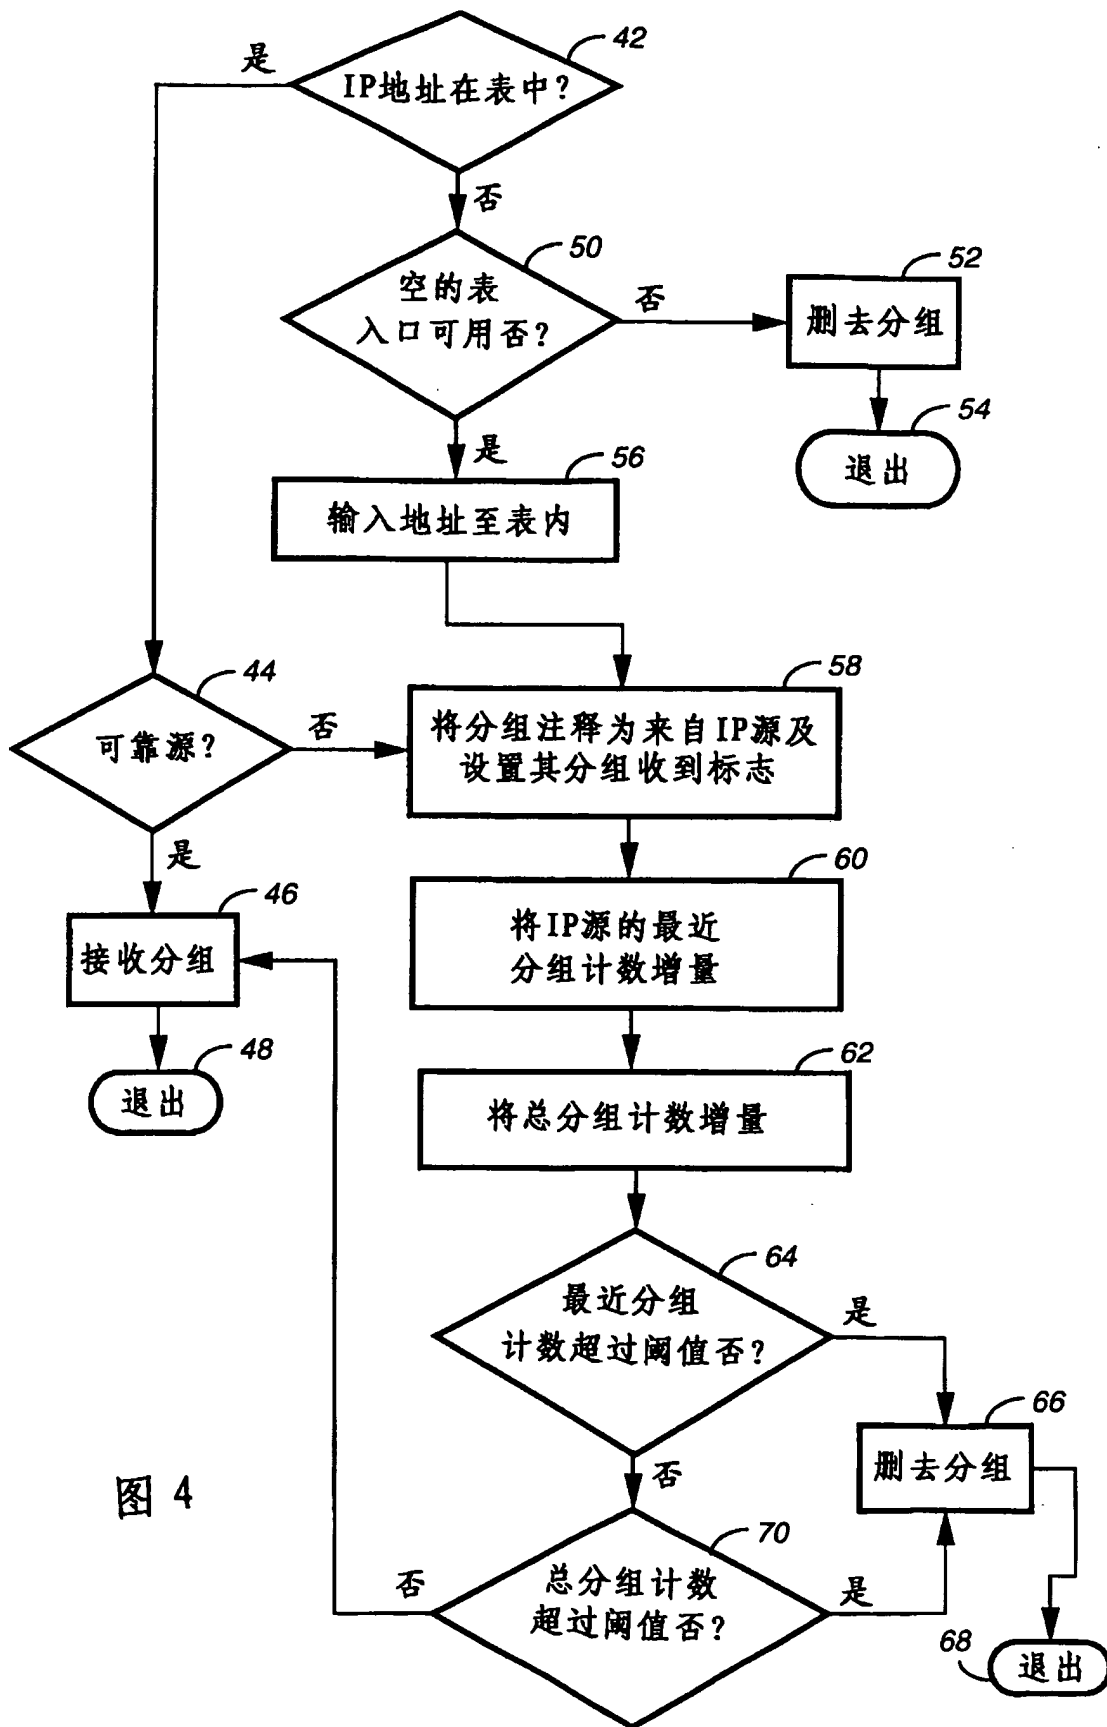 42
是
IP地址在表中?
否
50
空的表
入口可用否?
否
52
删去分组
54
退出
是
56
输入地址至表内
44
可靠源?
否
58
将分组注释为来自IP源及
设置其分组收到标志
是
46
接收分组
60
将IP源的最近
分组计数增量
48
退出
62
将总分组计数增量
64
最近分组
计数超过阈值否?
是
66
删去分组
否
图 4
70
总分组计数
超过阈值否?
否
是
68
退出